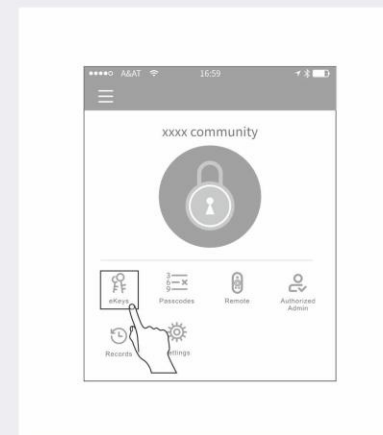 A&AT 16:59
xxxx community
eKeys Passcodes Remote Authorized
Admin
Records ettings